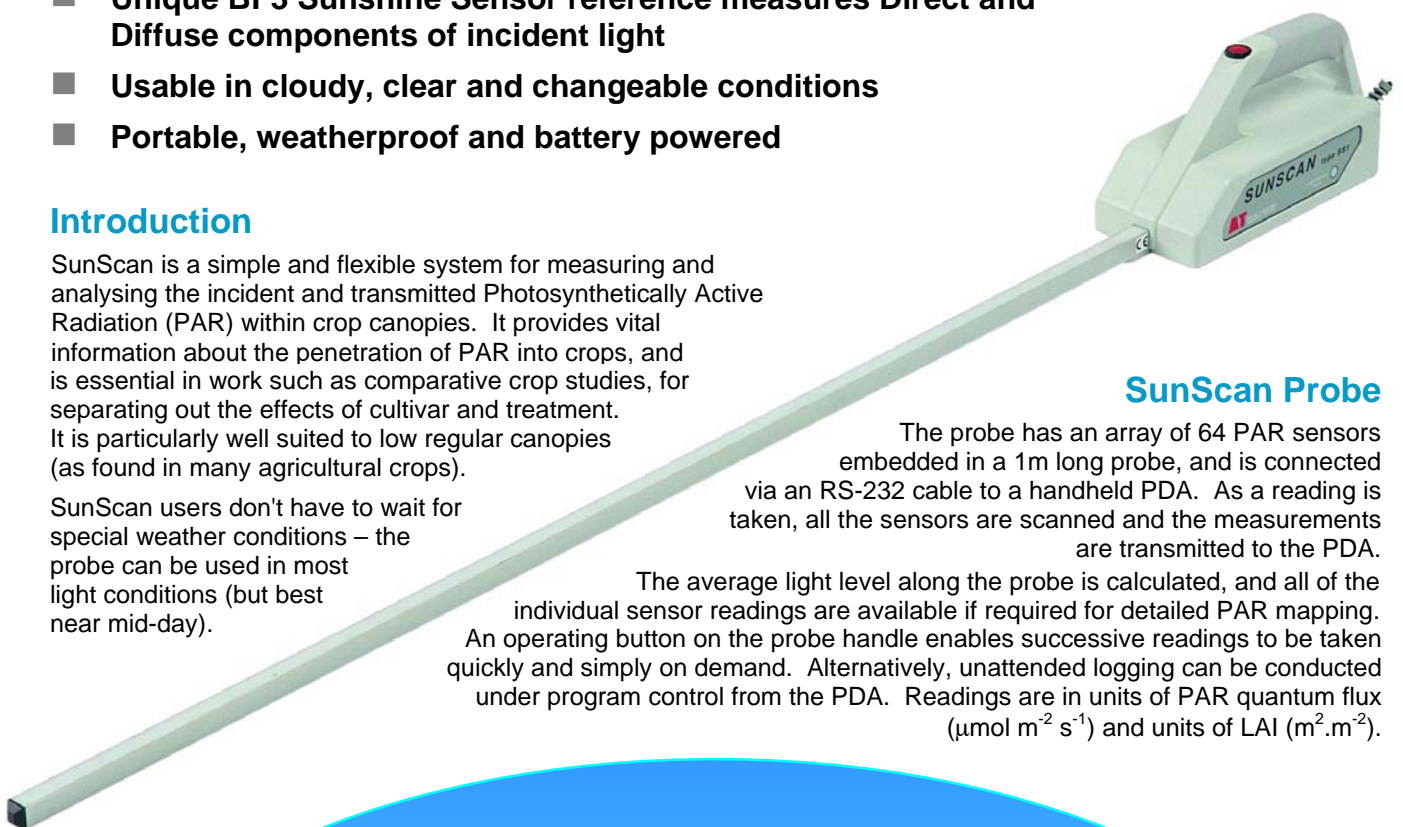 Unique BF3 Sunshine Sensor reference measures Direct and
Diffuse components of incident light
Usable in cloudy, clear and changeable conditions
Portable, weatherproof and battery powered
Introduction
SunScan is a simple and flexible system for measuring and
analysing the incident and transmitted Photosynthetically Active
Radiation (PAR) within crop canopies. It provides vital
information about the penetration of PAR into crops, and
is essential in work such as comparative crop studies, for
separating out the effects of cultivar and treatment.
It is particularly well suited to low regular canopies
(as found in many agricultural crops).
SunScan users don't have to wait for
special weather conditions – the
probe can be used in most
light conditions (but best
near mid-day).
SunScan Probe
The probe has an array of 64 PAR sensors
embedded in a 1m long probe, and is connected
via an RS-232 cable to a handheld PDA. As a reading is
taken, all the sensors are scanned and the measurements
are transmitted to the PDA.
The average light level along the probe is calculated, and all of the
individual sensor readings are available if required for detailed PAR mapping.
An operating button on the probe handle enables successive readings to be taken
quickly and simply on demand. Alternatively, unattended logging can be conducted
under program control from the PDA. Readings are in units of PAR quantum flux
(μmol m⁻² s⁻¹) and units of LAI (m².m⁻²).
SUNSCAN type SS1
AT
CE